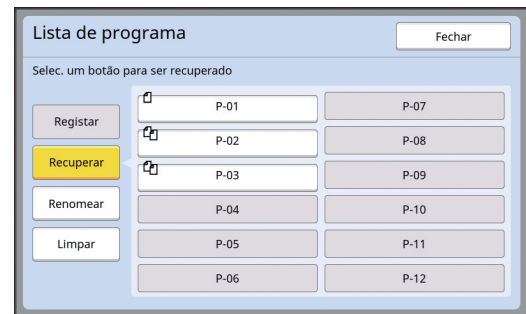 Lista de programa
Fechar
Selec. um botão para ser recuperado
Registar
Recuperar
Renomear
Limpar
P-01
P-02
P-03
P-04
P-05
P-06
P-07
P-08
P-09
P-10
P-11
P-12